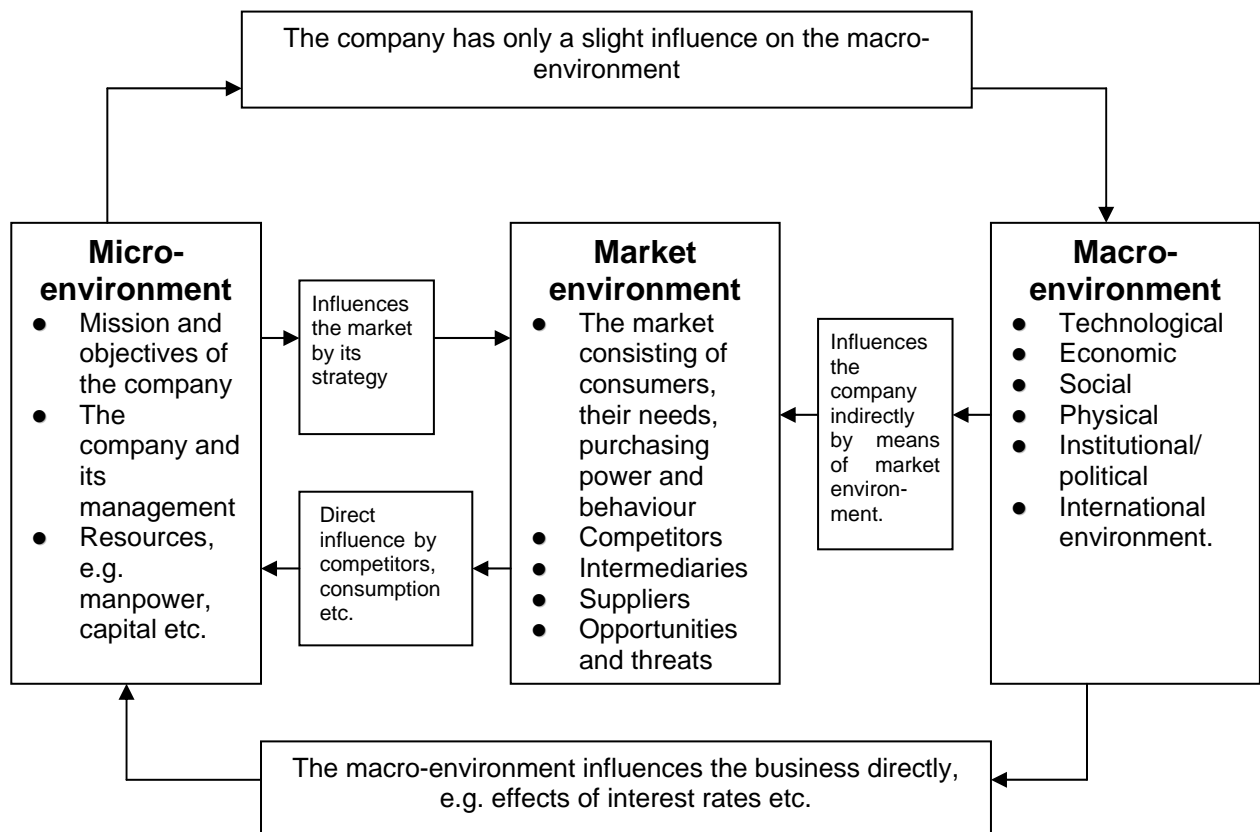 The company has only a slight influence on the macro-
environment
Micro-
environment
● Mission and
objectives of
the company
● The
company and
its
management
● Resources,
e.g.
manpower,
capital etc.
Influences
the market
by its
strategy
Direct
influence by
competitors,
consumption
etc.
Market
environment
● The market
consisting of
consumers,
their needs,
purchasing
power and
behaviour
● Competitors
● Intermediaries
● Suppliers
● Opportunities
and threats
Influences
the
company
indirectly
by means
of market
environ-
ment.
Macro-
environment
● Technological
● Economic
● Social
● Physical
● Institutional/
political
● International
environment.
The macro-environment influences the business directly,
e.g. effects of interest rates etc.